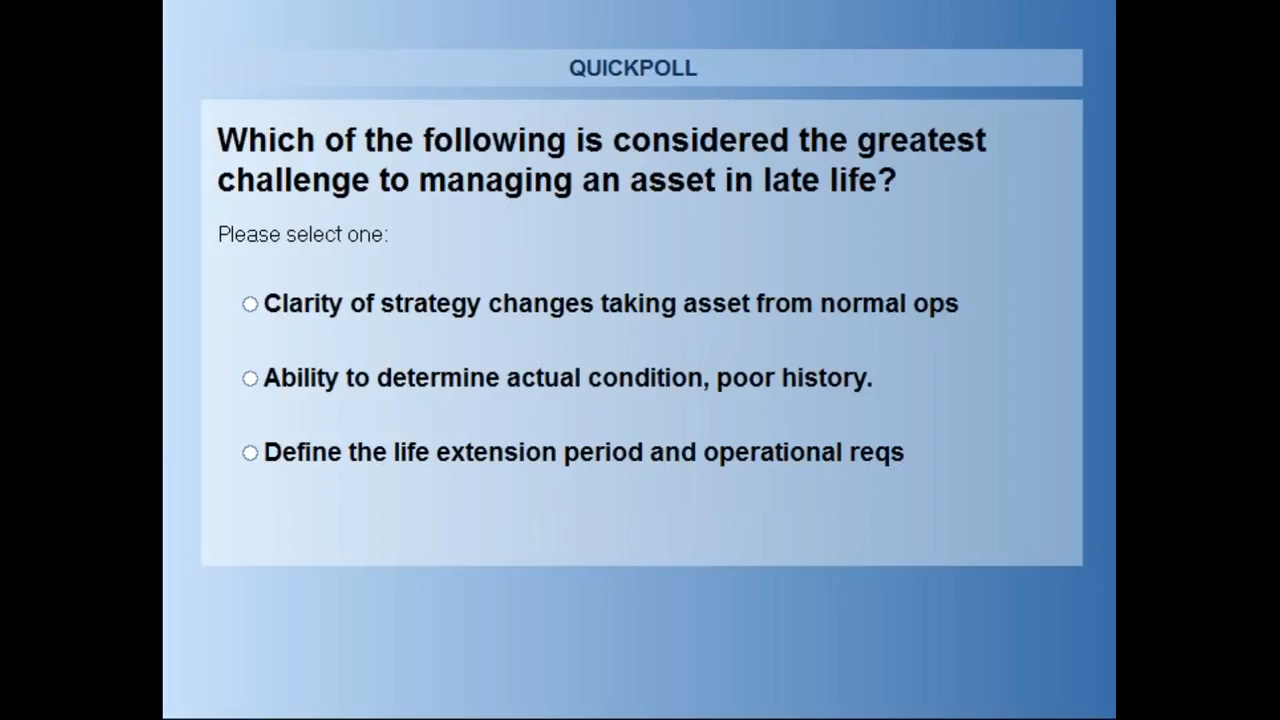 QUICKPOLL
Which of the following is considered the greatest
challenge to managing an asset in late life?
Please select one:
Clarity of strategy changes taking asset from normal ops
Ability to determine actual condition, poor history.
Define the life extension period and operational reqs